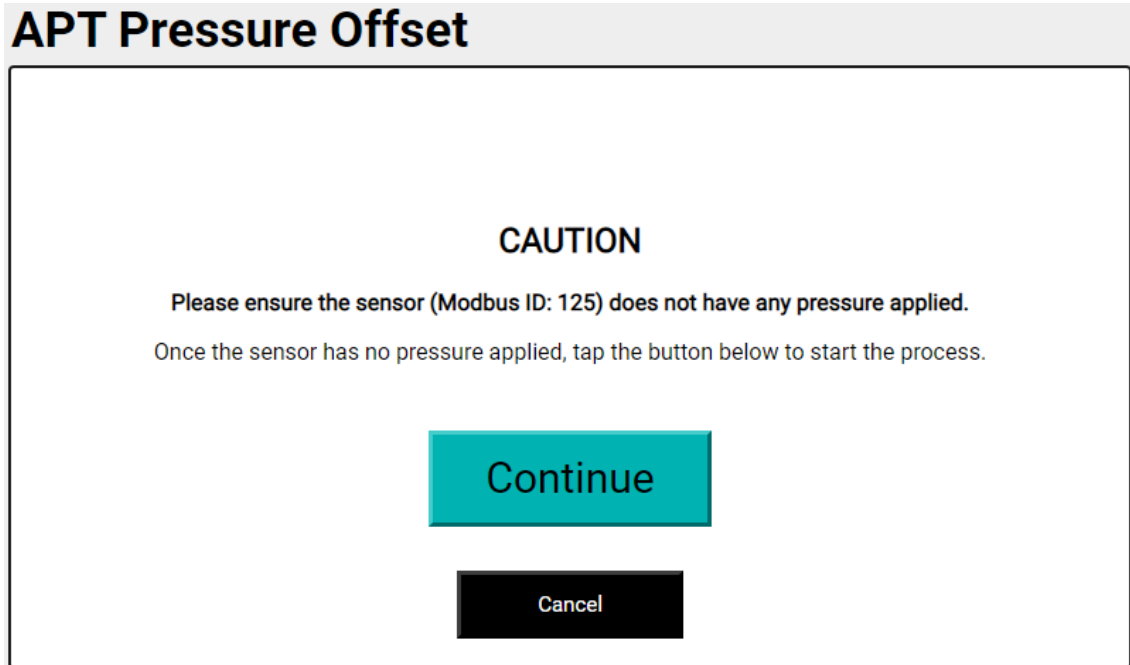 APT Pressure Offset
CAUTION
Please ensure the sensor (Modbus ID: 125) does not have any pressure applied.
Once the sensor has no pressure applied, tap the button below to start the process.
Continue
Cancel